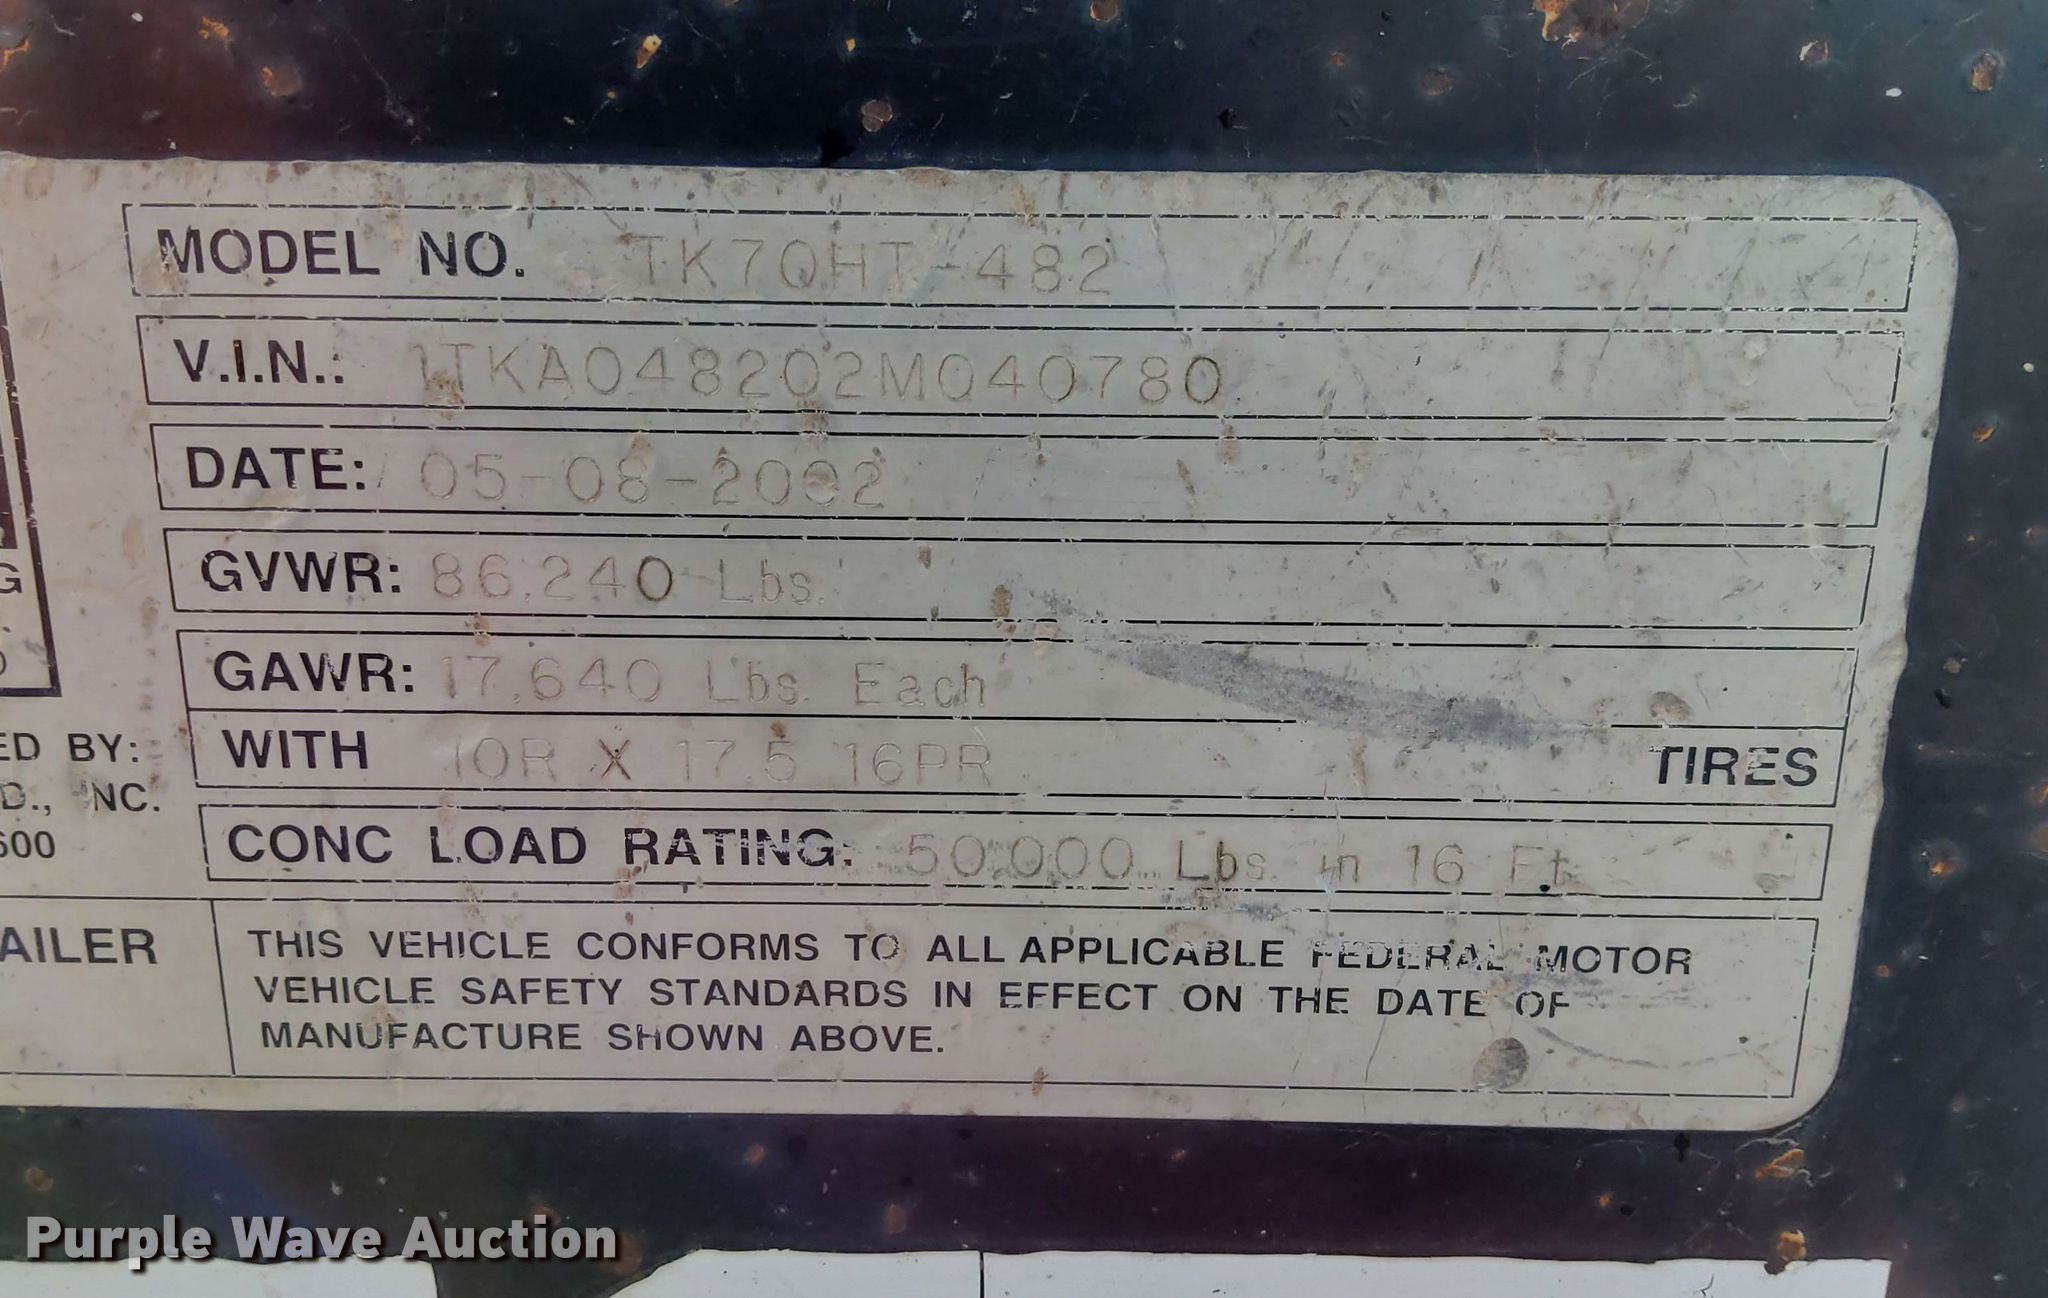 MODEL NO. TK70HT-482
V.I.N.: 1TKA048202M040780
DATE: 05-08-2002
G
GVWR: 86,240 Lbs.
GAWR: 17,640 Lbs. Each
ED BY:
WITH 10R X 17.5 16PR TIRES
D., INC.
600
CONC LOAD RATING: 50,000 Lbs. in 16 Ft
AILER
THIS VEHICLE CONFORMS TO ALL APPLICABLE FEDERAL MOTOR
VEHICLE SAFETY STANDARDS IN EFFECT ON THE DATE OF
MANUFACTURE SHOWN ABOVE.
Purple Wave Auction